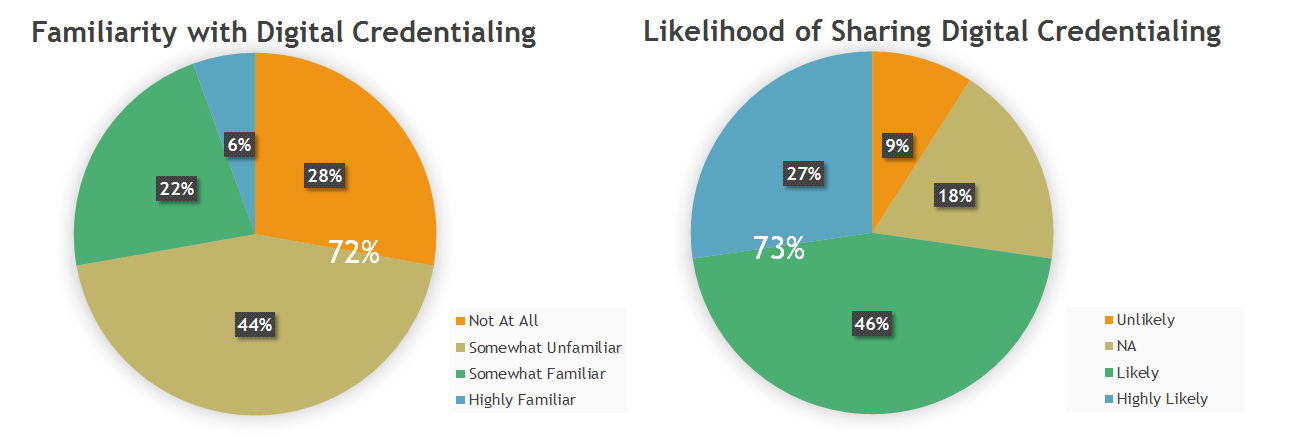 Familiarity with Digital Credentialing
6%
28%
22%
72%
44%
Not At All
Somewhat Unfamiliar
Somewhat Familiar
Highly Familiar
Likelihood of Sharing Digital Credentialing
9%
27%
18%
73%
46%
Unlikely
NA
Likely
Highly Likely